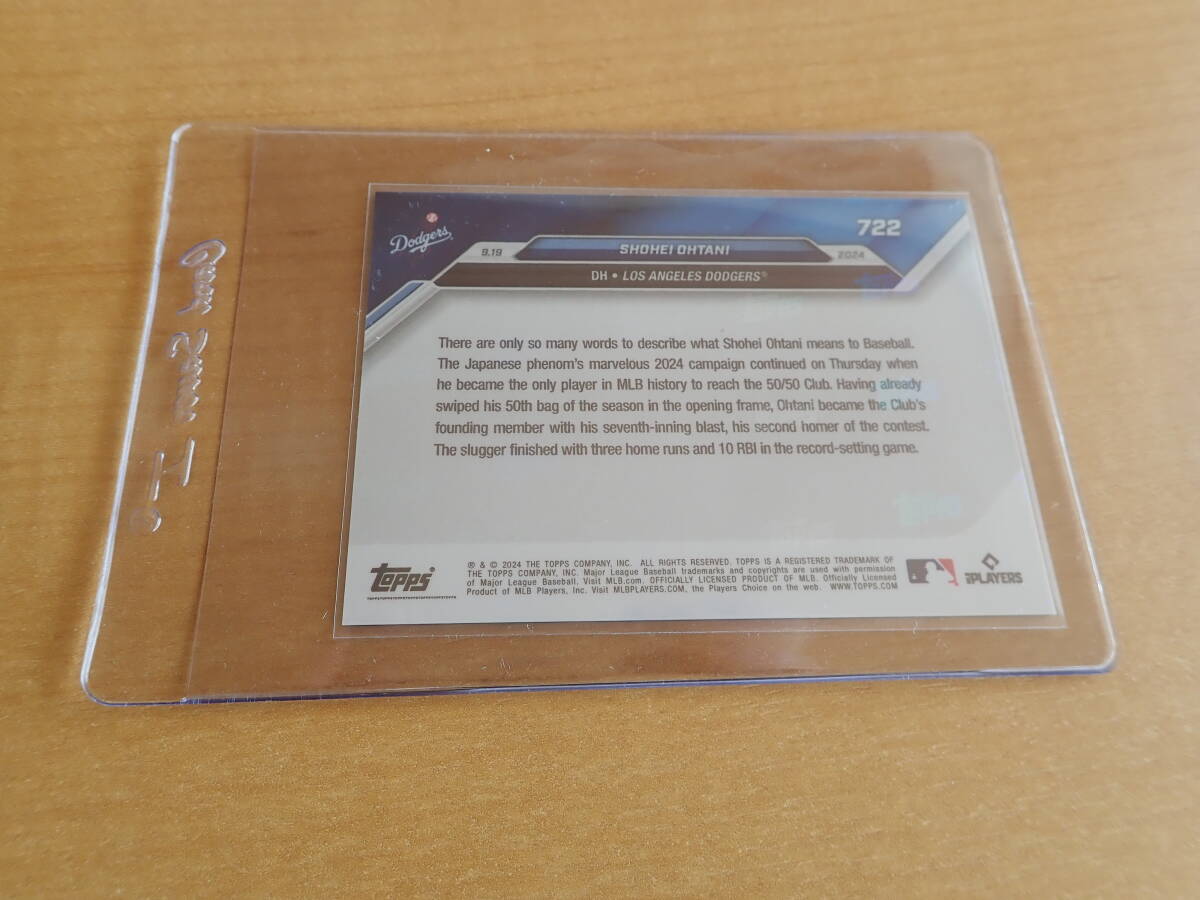 Dodgers
722
9.19
SHOHEI OHTANI
2024
DH • LOS ANGELES DODGERS®
There are only so many words to describe what Shohei Ohtani means to Baseball.
The Japanese phenom's marvelous 2024 campaign continued on Thursday when
he became the only player in MLB history to reach the 50/50 Club. Having already
swiped his 50th bag of the season in the opening frame, Ohtani became the Club's
founding member with his seventh-inning blast, his second homer of the contest.
The slugger finished with three home runs and 10 RBI in the record-setting game.
topps
® & © 2024 THE TOPPS COMPANY, INC. ALL RIGHTS RESERVED. TOPPS IS A REGISTERED TRADEMARK OF
THE TOPPS COMPANY, INC. Major League Baseball trademarks and copyrights are used with permission
of Major League Baseball. Visit MLB.com. OFFICIALLY LICENSED PRODUCT OF MLB. Officially Licensed
Product of MLB Players, Inc. Visit MLBPLAYERS.COM, the Players Choice on the web. WWW.TOPPS.COM
PLAYERS